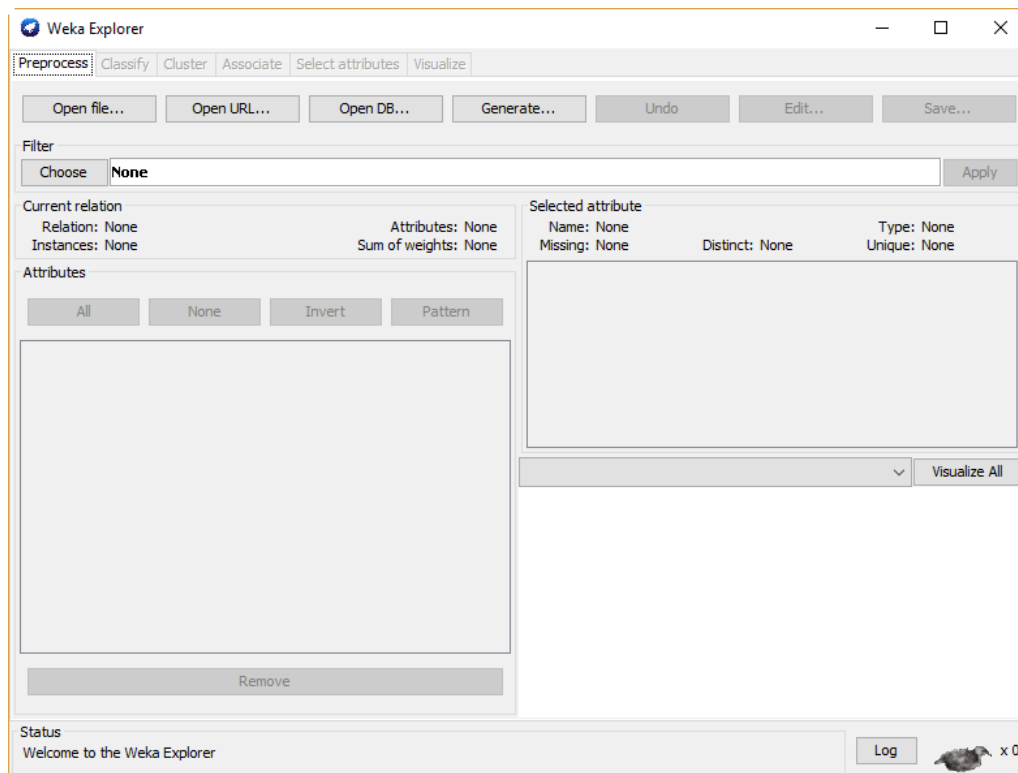 Weka Explorer
Preprocess Classify Cluster Associate Select attributes Visualize
Open file... Open URL... Open DB... Generate... Undo Edit... Save...
Filter
Choose None Apply
Current relation
Relation: None Attributes: None
Instances: None Sum of weights: None
Selected attribute
Name: None Type: None
Missing: None Distinct: None Unique: None
Attributes
All None Invert Pattern
Visualize All
Remove
Status
Welcome to the Weka Explorer
Log x 0